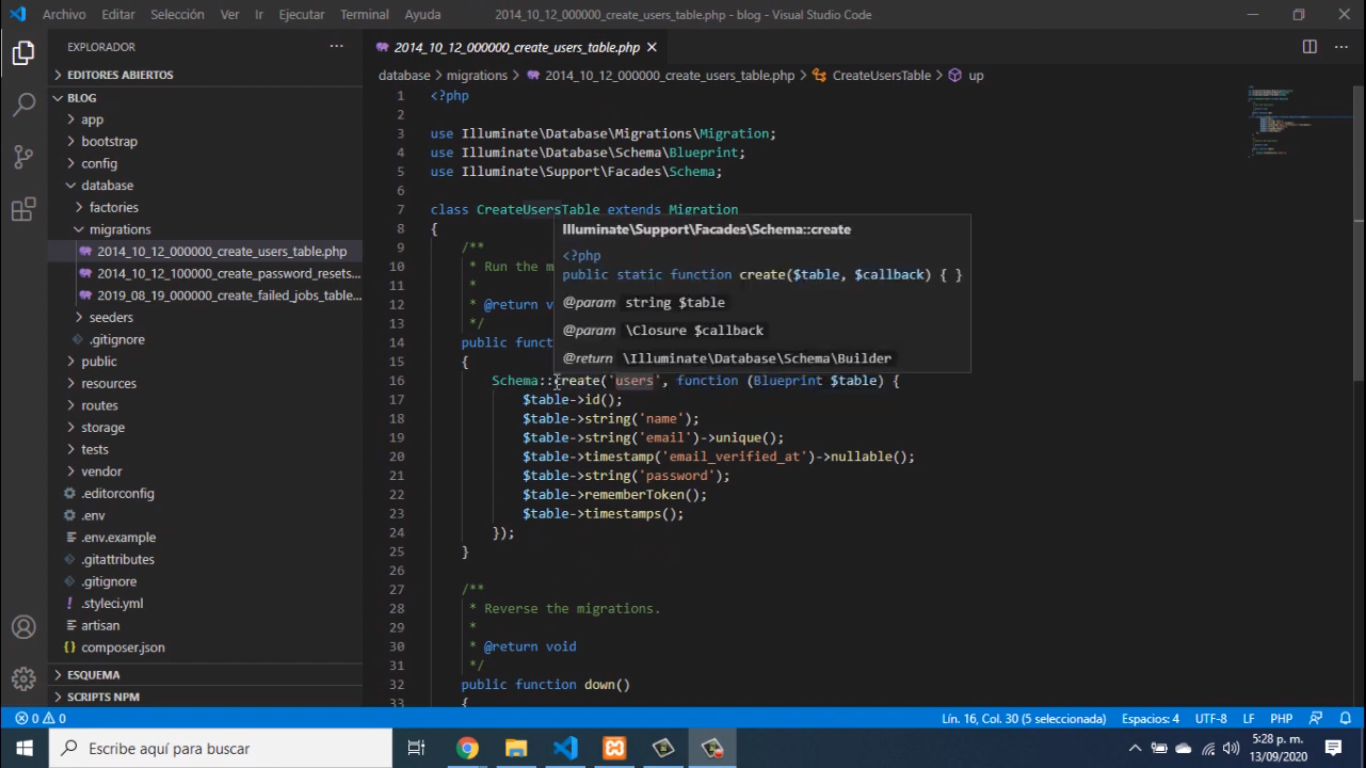 Archivo Editar Selección Ver Ir Ejecutar Terminal Ayuda 2014_10_12_000000_create_users_table.php - blog - Visual Studio Code
EXPLORADOR
EDITORES ABIERTOS
BLOG
app
bootstrap
config
database
factories
migrations
2014_10_12_000000_create_users_table.php
2014_10_12_100000_create_password_resets...
2019_08_19_000000_create_failed_jobs_table...
seeders
.gitignore
public
resources
routes
storage
tests
vendor
.editorconfig
.env
.env.example
.gitattributes
.gitignore
.styleci.yml
artisan
composer.json
ESQUEMA
SCRIPTS NPM
2014_10_12_000000_create_users_table.php
database > migrations > 2014_10_12_000000_create_users_table.php > CreateUsersTable > up
1 <?php
2
3 use Illuminate\Database\Migrations\Migration;
4 use Illuminate\Database\Schema\Blueprint;
5 use Illuminate\Support\Facades\Schema;
6
7 class CreateUsersTable extends Migration
8 {
9 /**
10 * Run the m
11 *
12 * @return v
13 */
14 public funct
15 {
16 Schema::create('users', function (Blueprint $table) {
17 $table->id();
18 $table->string('name');
19 $table->string('email')->unique();
20 $table->timestamp('email_verified_at')->nullable();
21 $table->string('password');
22 $table->rememberToken();
23 $table->timestamps();
24 });
25 }
26
27 /**
28 * Reverse the migrations.
29 *
30 * @return void
31 */
32 public function down()
33 {
Illuminate\Support\Facades\Schema::create
<?php
public static function create($table, $callback) { }
@param string $table
@param \Closure $callback
@return \Illuminate\Database\Schema\Builder
0 0 Lín. 16, Col. 30 (5 seleccionada) Espacios: 4 UTF-8 LF PHP
Escribe aquí para buscar
5:28 p. m.
13/09/2020